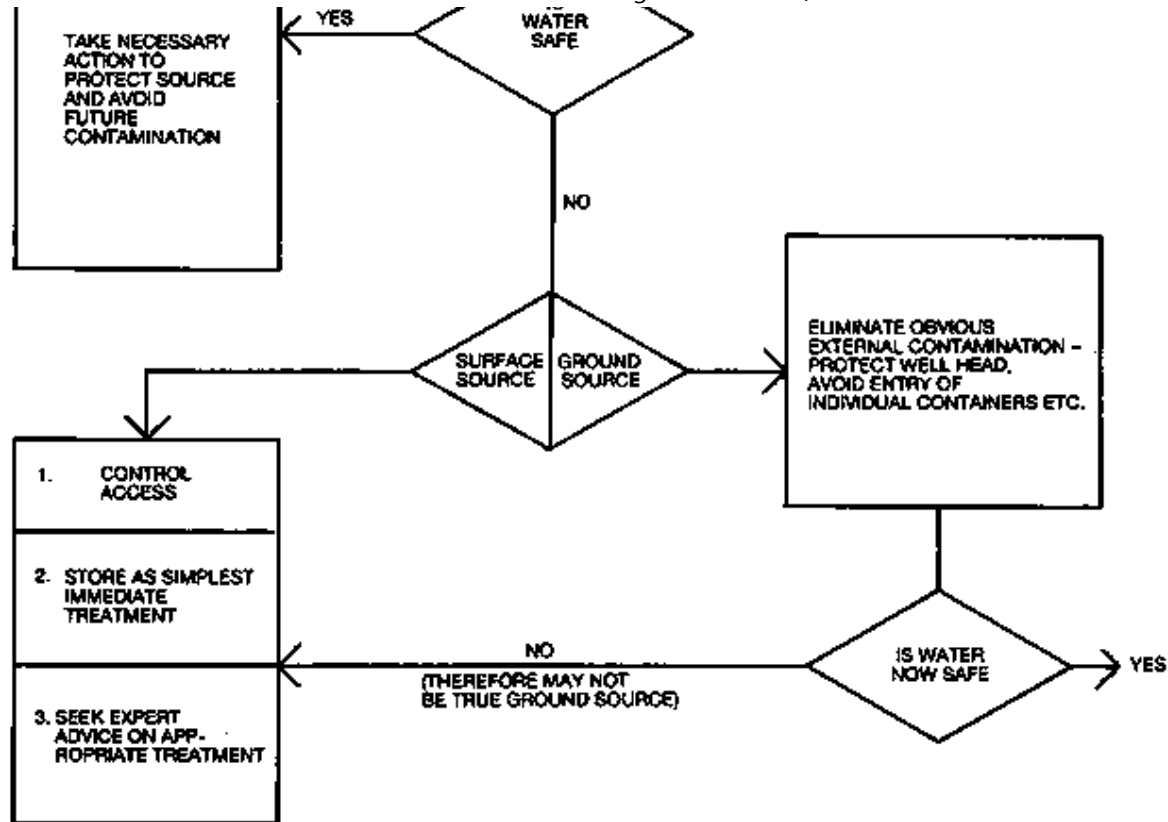 YES
WATER
SAFE
TAKE NECESSARY
ACTION TO
PROTECT SOURCE
AND AVOID
FUTURE
CONTAMINATION
NO
SURFACE
SOURCE
GROUND
SOURCE
ELIMINATE OBVIOUS
EXTERNAL CONTAMINATION –
PROTECT WELL HEAD,
AVOID ENTRY OF
INDIVIDUAL CONTAINERS ETC.
1. CONTROL
ACCESS
2. STORE AS SIMPLEST
IMMEDIATE
TREATMENT
NO
(THEREFORE MAY NOT
BE TRUE GROUND SOURCE)
IS WATER
NOW SAFE
YES
3. SEEK EXPERT
ADVICE ON APP-
ROPRIATE TREATMENT